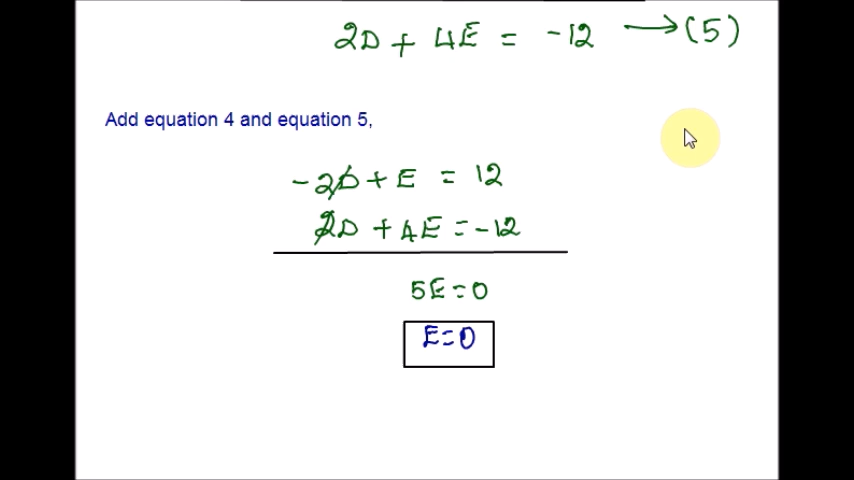 2D + 4E = -12 ⟶ (5)
Add equation 4 and equation 5,
-2D + E = 12
2D + 4E = -12
5E = 0
E = 0